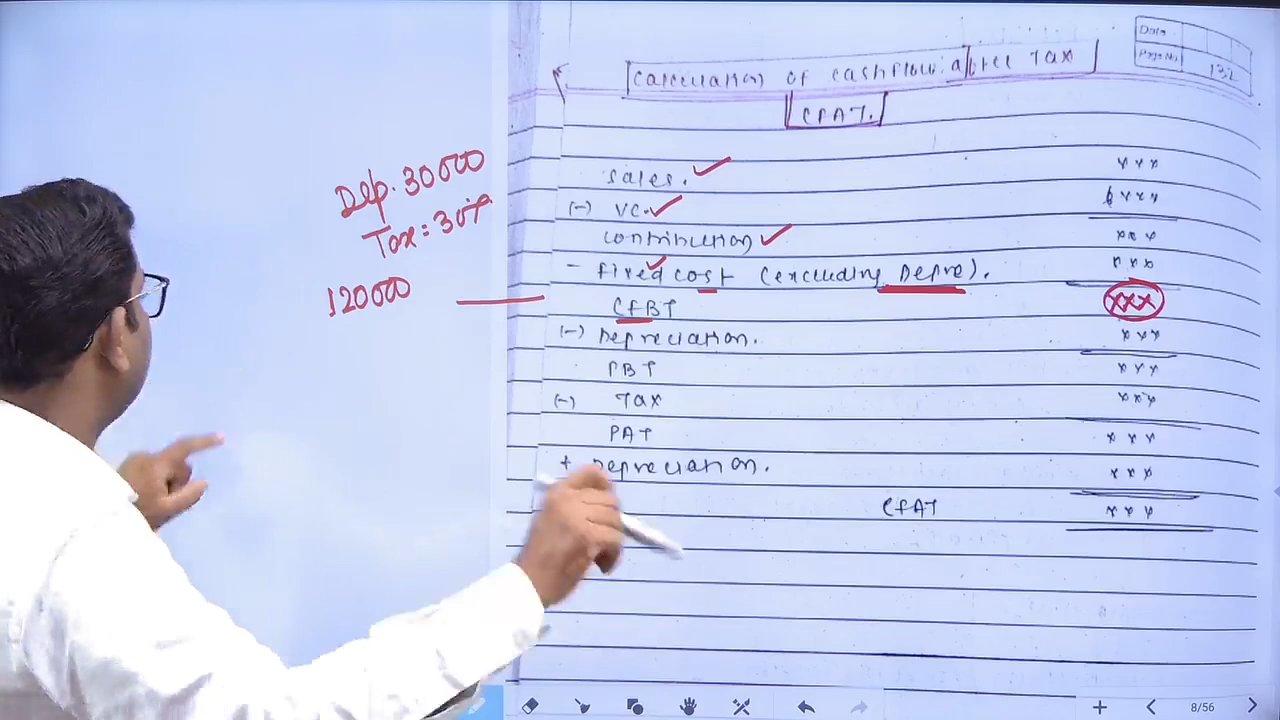 Date
Page No. 132
Calculation of cashflow after Tax
CFAT.
Dep. 30000
Tax = 30%
120000
sales. xxx
(-) VC. xxx
contribution xxx
- fixed cost (excluding Depre). xxx
CFBT xxx
(-) Depreciation. xxx
PBT xxx
(-) Tax xxx
PAT xxx
+ Depreciation. xxx
CFAT xxx
8/56